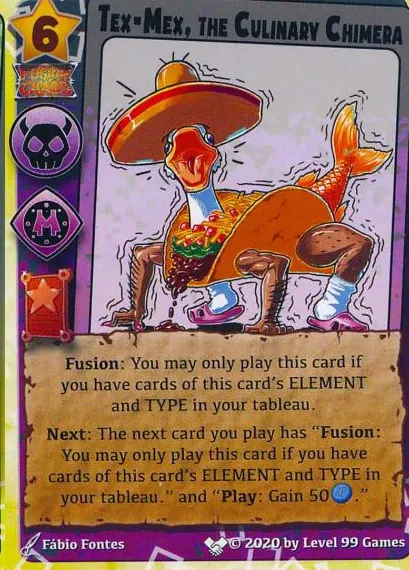 6
TEX-MEX, THE CULINARY CHIMERA
FUSION CHAOS
M
Fusion: You may only play this card if
you have cards of this card's ELEMENT
and TYPE in your tableau.
Next: The next card you play has "Fusion:
You may only play this card if you have
cards of this card's ELEMENT and TYPE in
your tableau." and "Play: Gain 50 ."
Fábio Fontes
© 2020 by Level 99 Games